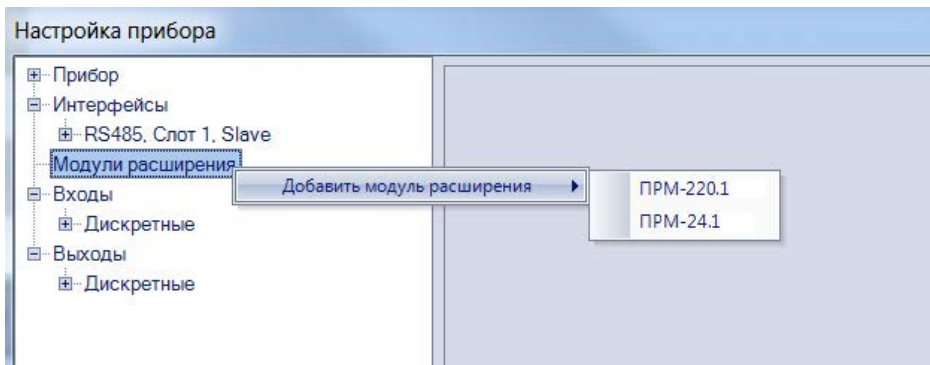 Настройка прибора
Прибор
Интерфейсы
RS485, Слот 1, Slave
Модули расширения
Добавить модуль расширения
ПРМ-220.1
ПРМ-24.1
Входы
Дискретные
Выходы
Дискретные